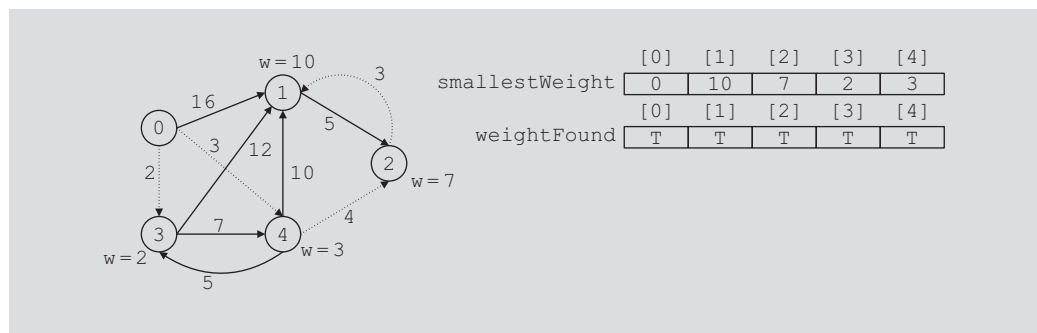 w = 10
1
16
3
5
0
3
12
2
10
2
w = 7
4
3
7
4
w = 2
w = 3
5
[0] [1] [2] [3] [4]
smallestWeight 0 10 7 2 3
[0] [1] [2] [3] [4]
weightFound T T T T T